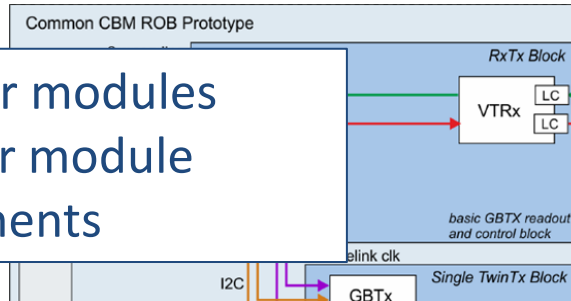 Common CBM ROB Prototype
RxTx Block
r modules
LC
VTRx
LC
r module
nents
basic GBTX readout
and control block
elink clk
I2C
Single TwinTx Block
GBTx